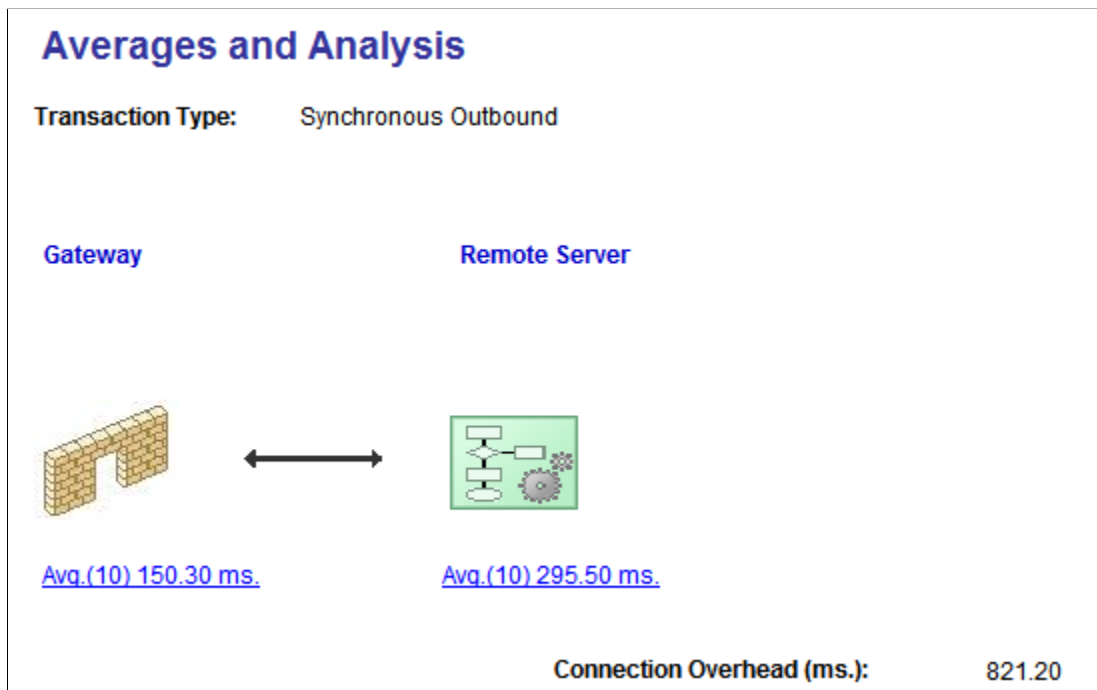 Averages and Analysis
Transaction Type: Synchronous Outbound
Gateway Remote Server
Avg.(10) 150.30 ms. Avg.(10) 295.50 ms.
Connection Overhead (ms.): 821.20